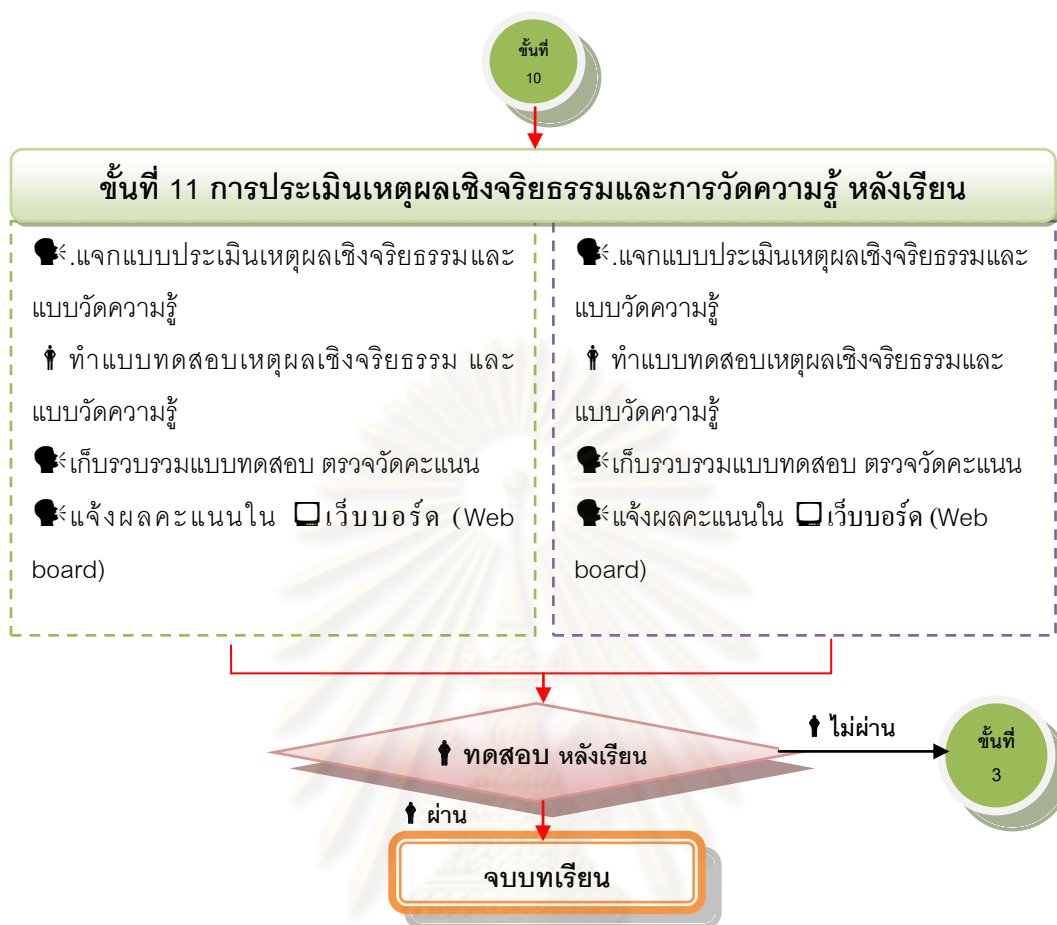 ขั้นที่
10
ขั้นที่ 11 การประเมินเหตุผลเชิงจริยธรรมและการวัดความรู้ หลังเรียน
.แจกแบบประเมินเหตุผลเชิงจริยธรรมและ
แบบวัดความรู้
ทำแบบทดสอบเหตุผลเชิงจริยธรรม และ
แบบวัดความรู้
เก็บรวบรวมแบบทดสอบ ตรวจวัดคะแนน
แจ้งผลคะแนนใน เว็บบอร์ด (Web
board)
.แจกแบบประเมินเหตุผลเชิงจริยธรรมและ
แบบวัดความรู้
ทำแบบทดสอบเหตุผลเชิงจริยธรรมและ
แบบวัดความรู้
เก็บรวบรวมแบบทดสอบ ตรวจวัดคะแนน
แจ้งผลคะแนนใน เว็บบอร์ด (Web
board)
ทดสอบ หลังเรียน
ไม่ผ่าน
ขั้นที่
3
ผ่าน
จบบทเรียน